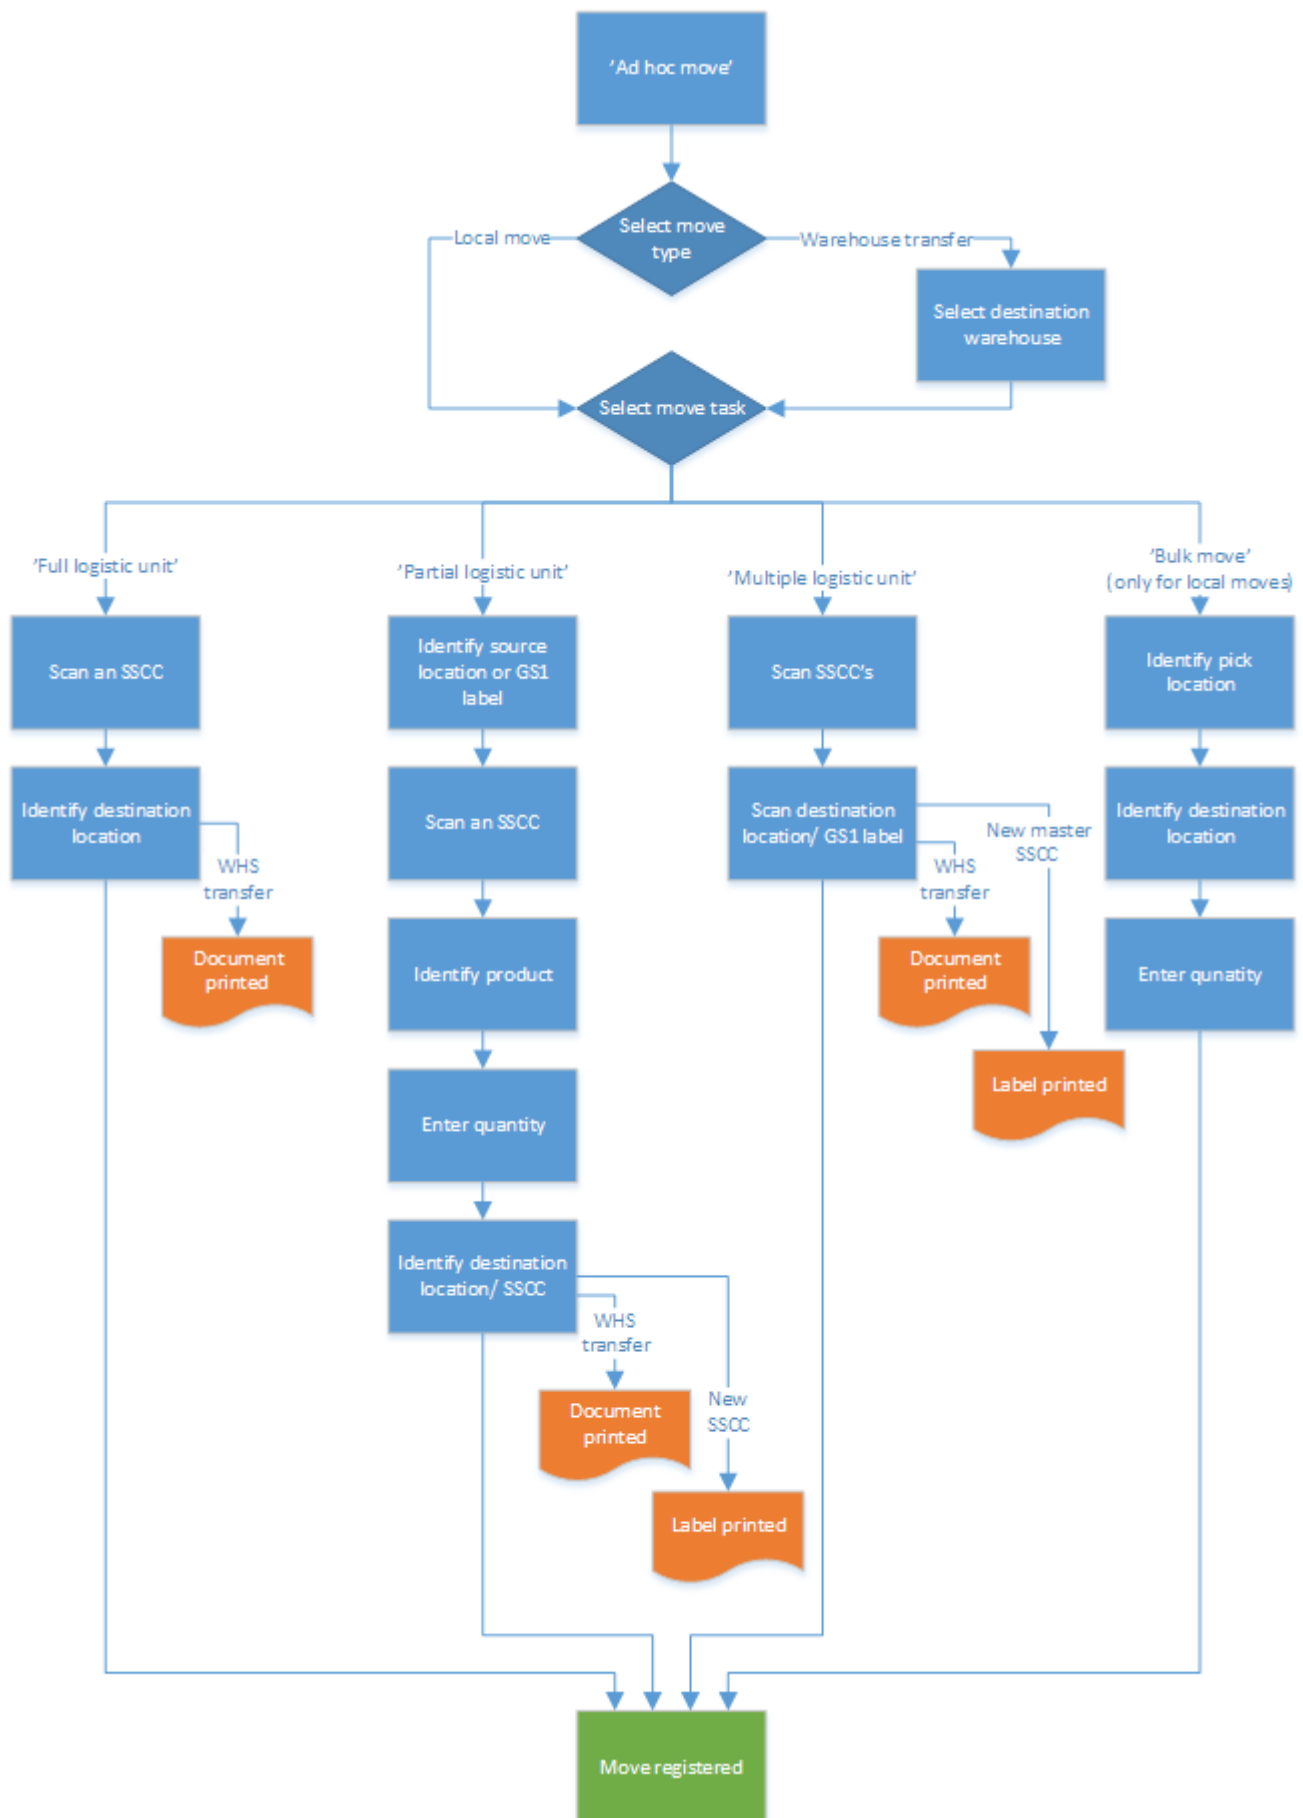 'Ad hoc move'
Select move
type
Local move
Warehouse transfer
Select destination
warehouse
Select move task
'Full logistic unit'
'Partial logistic unit'
'Multiple logistic unit'
'Bulk move'
(only for local moves)
Scan an SSCC
Identify source
location or GS1
label
Scan SSCC's
Identify pick
location
Identify destination
location
Scan an SSCC
Scan destination
location/ GS1 label
New master
SSCC
Identify destination
location
WHS
transfer
WHS
transfer
Document
printed
Identify product
Document
printed
Enter qunatity
Label printed
Enter quantity
Identify destination
location/ SSCC
WHS
transfer
Document
printed
New
SSCC
Label printed
Move registered